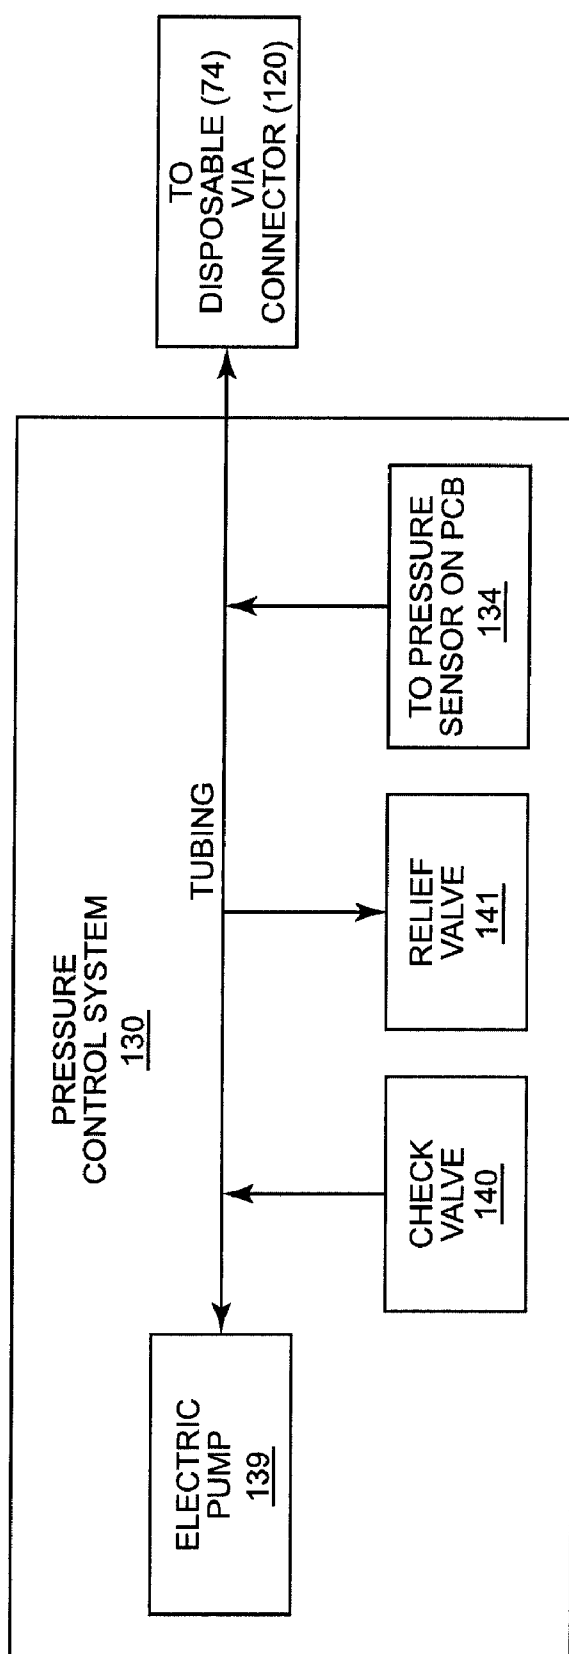 PRESSURE
CONTROL SYSTEM
130
ELECTRIC
PUMP
139
TUBING
TO
DISPOSABLE (74)
VIA
CONNECTOR (120)
CHECK
VALVE
140
RELIEF
VALVE
141
TO PRESSURE
SENSOR ON PCB
134